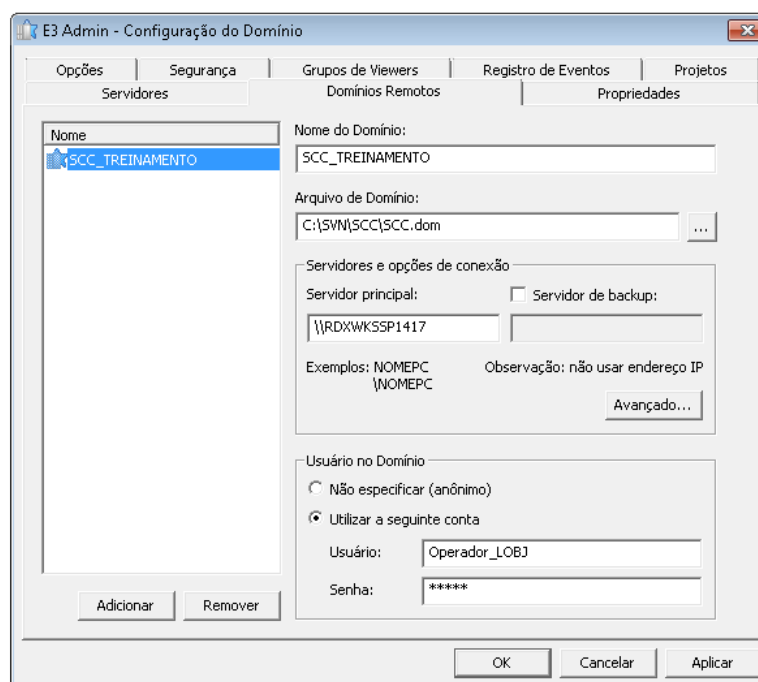 E3 Admin - Configuração do Domínio
Opções Segurança Grupos de Viewers Registro de Eventos Projetos
Servidores Domínios Remotos Propriedades
Nome
SCC_TREINAMENTO
Nome do Domínio:
SCC_TREINAMENTO
Arquivo de Domínio:
C:\SVN\SCC\SCC.dom
...
Servidores e opções de conexão
Servidor principal: Servidor de backup:
\\RDXWKSSP1417
Exemplos: NOMEPC Observação: não usar endereço IP
\NOMEPC
Avançado...
Usuário no Domínio
Não especificar (anônimo)
Utilizar a seguinte conta
Usuário: Operador_LOBJ
Senha: *****
Adicionar Remover
OK Cancelar Aplicar